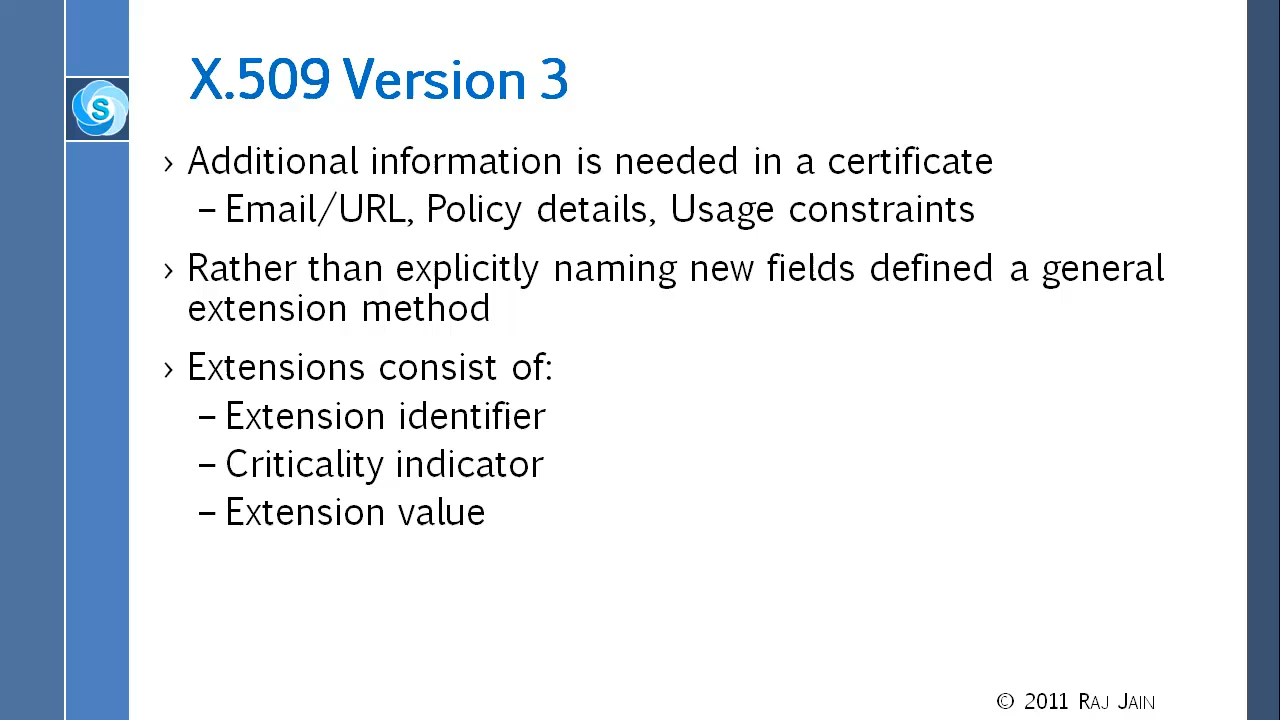 X.509 Version 3
S
› Additional information is needed in a certificate
– Email/URL, Policy details, Usage constraints
› Rather than explicitly naming new fields defined a general
extension method
› Extensions consist of:
– Extension identifier
– Criticality indicator
– Extension value
© 2011 RAJ JAIN